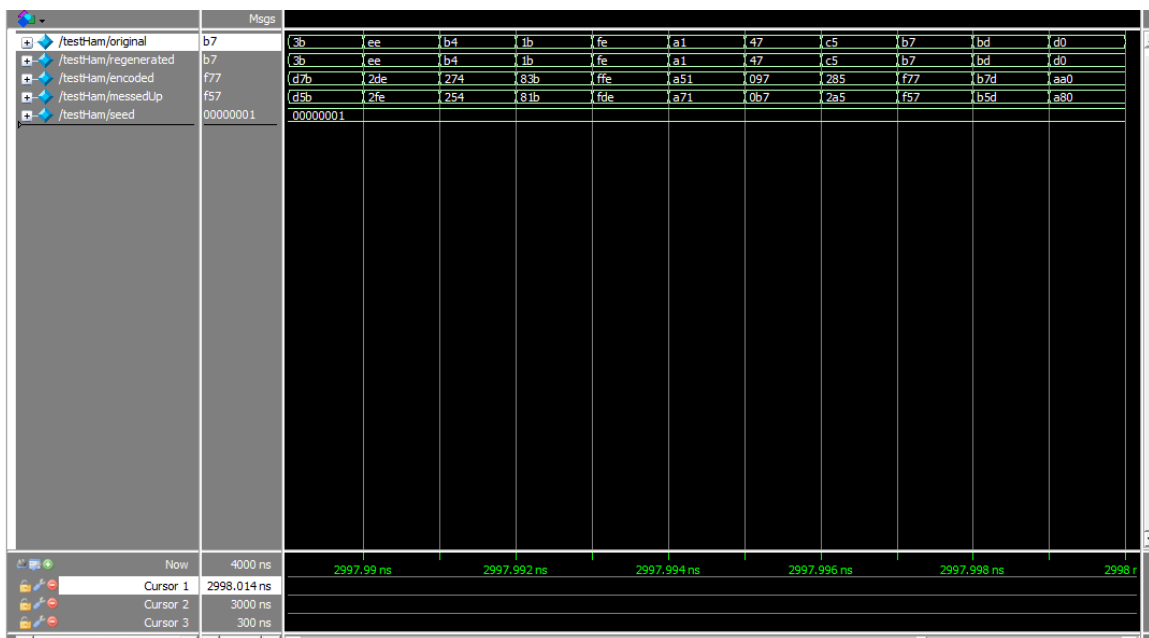 Msgs
/testHam/original b7 3b ee b4 1b fe a1 47 c5 b7 bd d0
/testHam/regenerated b7 3b ee b4 1b fe a1 47 c5 b7 bd d0
/testHam/encoded f77 d7b 2de 274 83b ffe a51 097 285 f77 b7d aa0
/testHam/messedUp f57 d5b 2fe 254 81b fde a71 0b7 2a5 f57 b5d a80
/testHam/seed 00000001 00000001
Now 4000 ns 2997.99 ns 2997.992 ns 2997.994 ns 2997.996 ns 2997.998 ns 2998 r
Cursor 1 2998.014 ns
Cursor 2 3000 ns
Cursor 3 300 ns